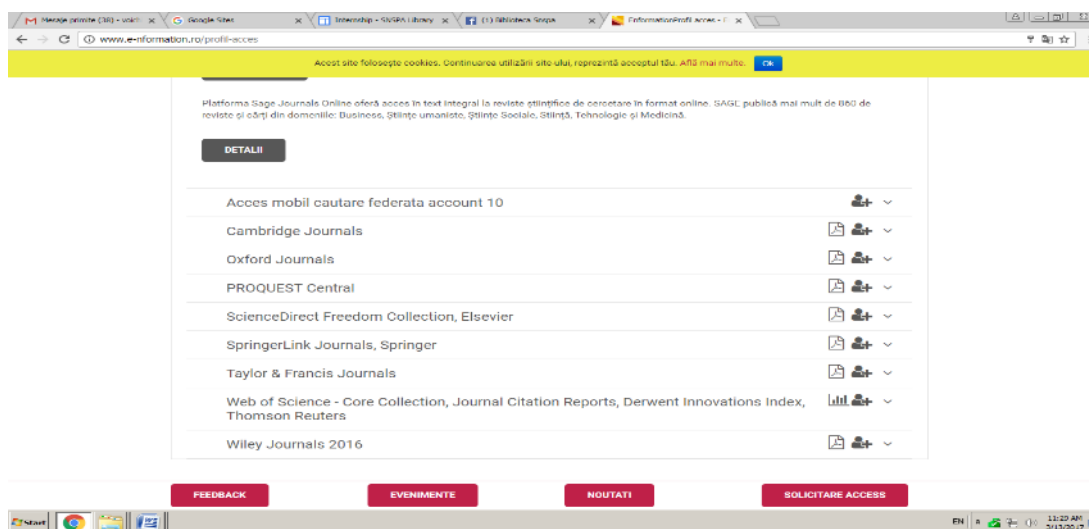 Mesaje primite (38) - voich
Google Sites
Internship - SNSPA Library
(1) Biblioteca Snspa
EnformationProfil acces - E
www.e-nformation.ro/profil-acces
Acest site folosește cookies. Continuarea utilizării site-ului, reprezintă acceptul tău. Află mai multe. Ok
Platforma Sage Journals Online oferă acces în text integral la reviste științifice de cercetare în format online. SAGE publică mai mult de 860 de
reviste și cărți din domeniile: Business, Științe umaniste, Științe Sociale, Știință, Tehnologie și Medicină.
DETALII
Acces mobil cautare federata account 10
Cambridge Journals
Oxford Journals
PROQUEST Central
ScienceDirect Freedom Collection, Elsevier
SpringerLink Journals, Springer
Taylor & Francis Journals
Web of Science - Core Collection, Journal Citation Reports, Derwent Innovations Index,
Thomson Reuters
Wiley Journals 2016
FEEDBACK
EVENIMENTE
NOUTATI
SOLICITARE ACCESS
Start
EN
11:20 AM